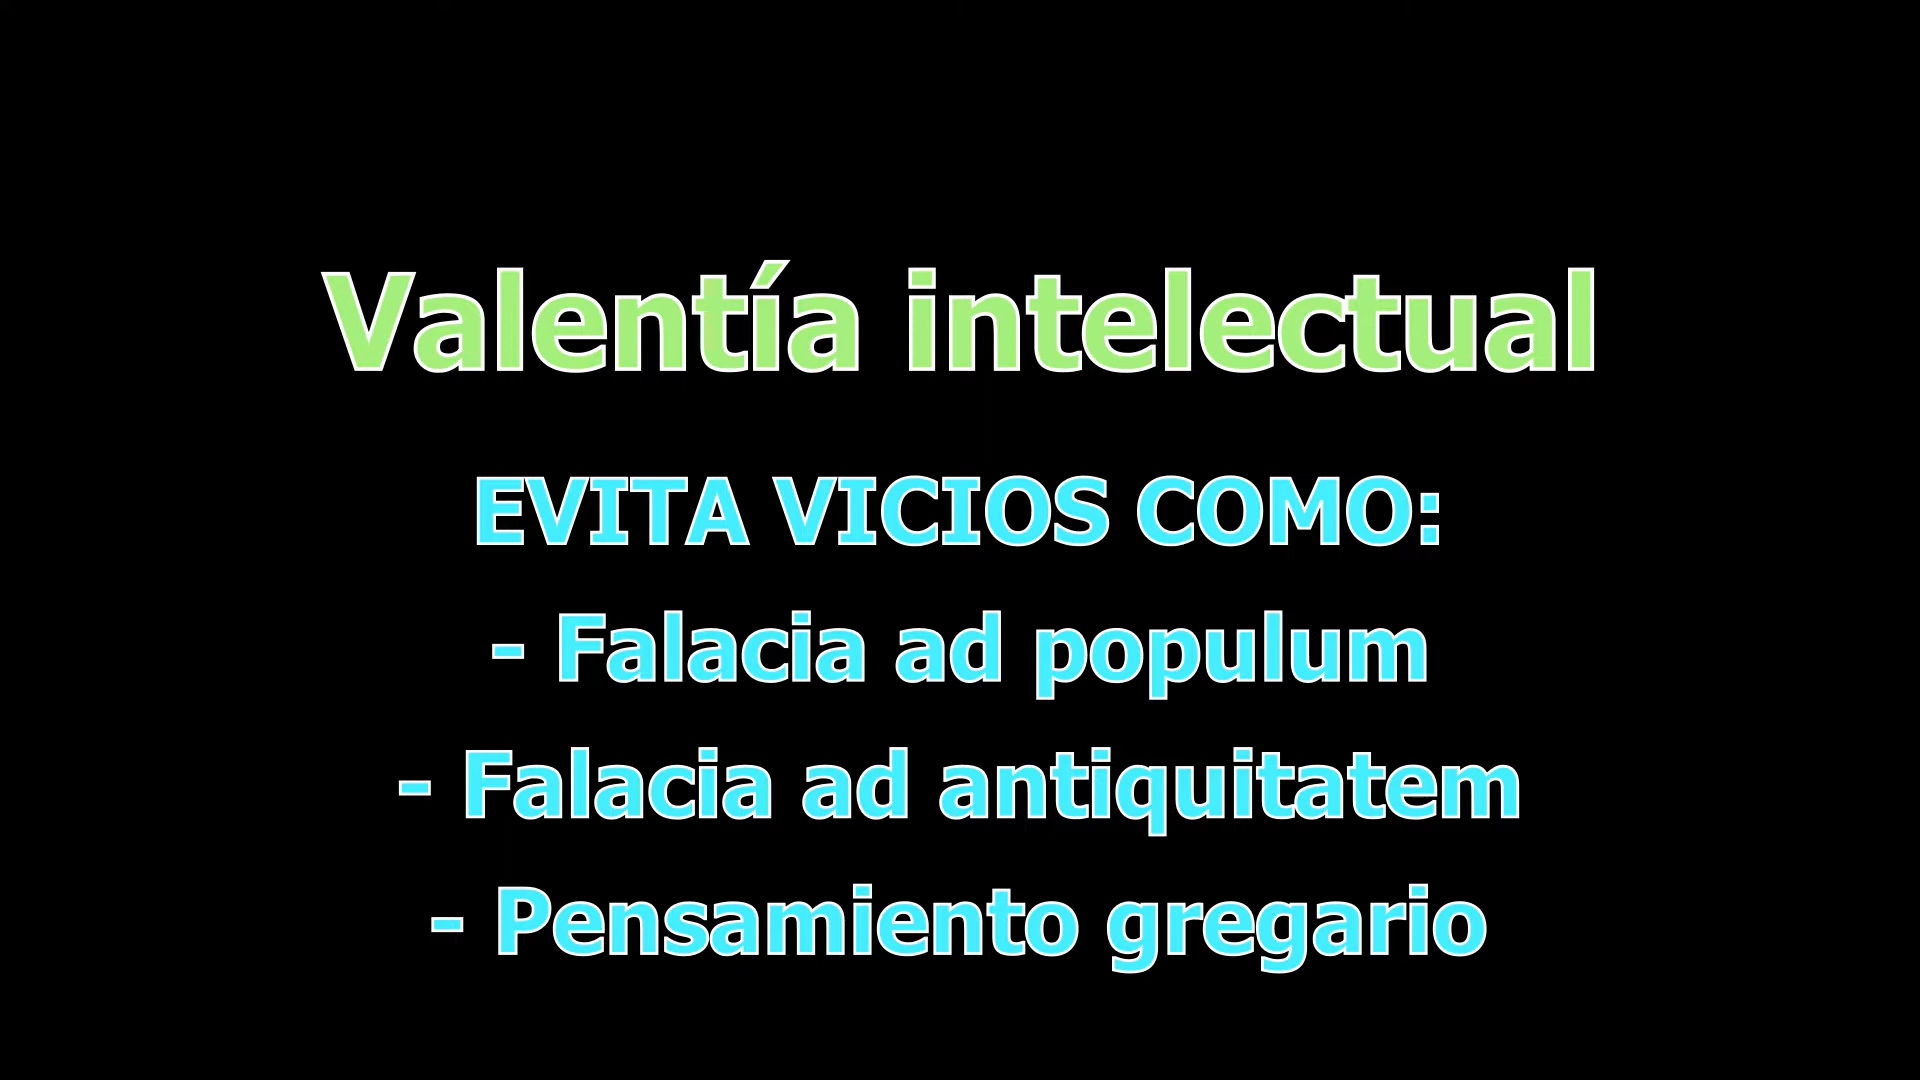 Valentía intelectual
EVITA VICIOS COMO:
- Falacia ad populum
- Falacia ad antiquitatem
- Pensamiento gregario